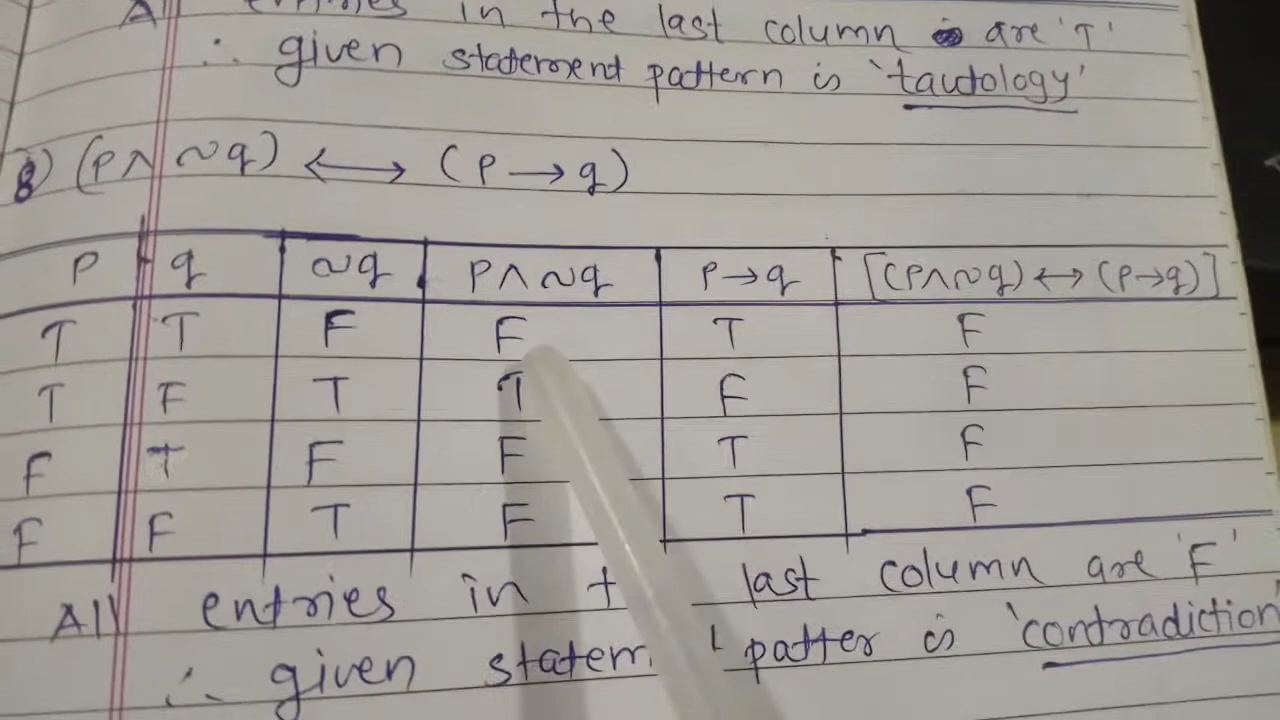 All entries in the last column are 'T'
∴ given statement pattern is 'tautology'
8) (P∧ ~q) ⟷ (P → q)
P q ~q P∧~q P→q [(P∧~q)↔(P→q)]
T T F F T F
T F T T F F
F T F F T F
F F T F T F
All entries in last column are 'F'
∴ given patter is 'contradiction'